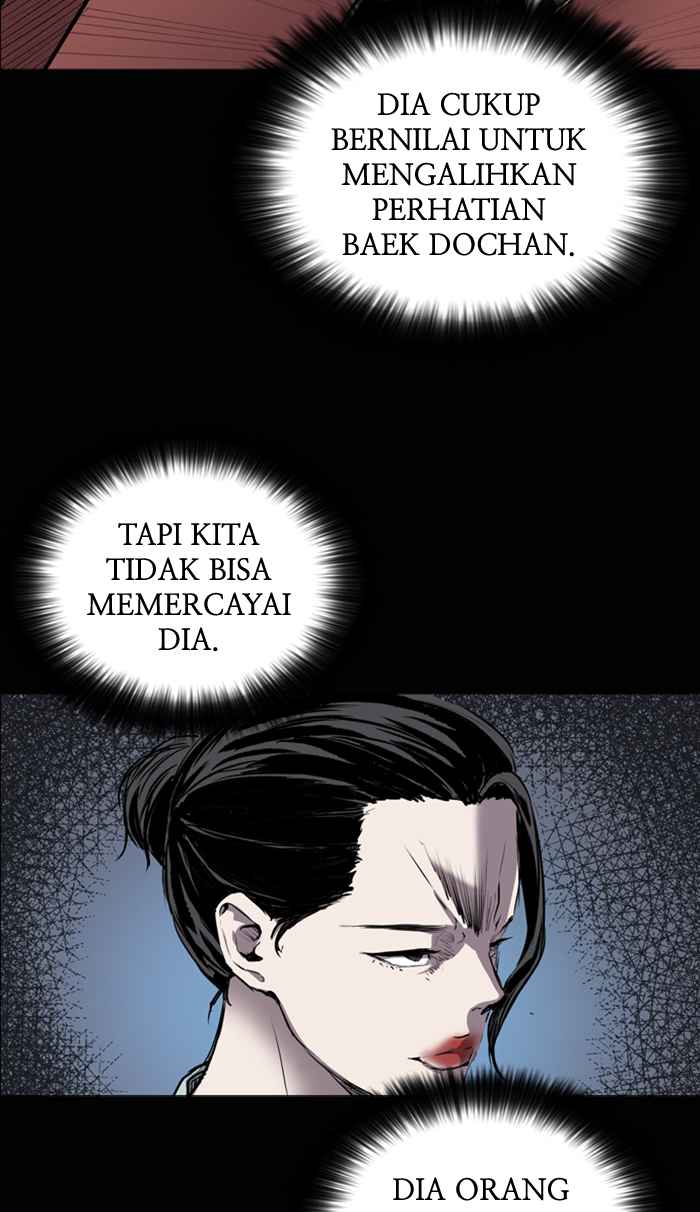 DIA CUKUP
BERNILAI UNTUK
MENGALIHKAN
PERHATIAN
BAEK DOCHAN.
TAPI KITA
TIDAK BISA
MEMERCAYAI
DIA.
DIA ORANG